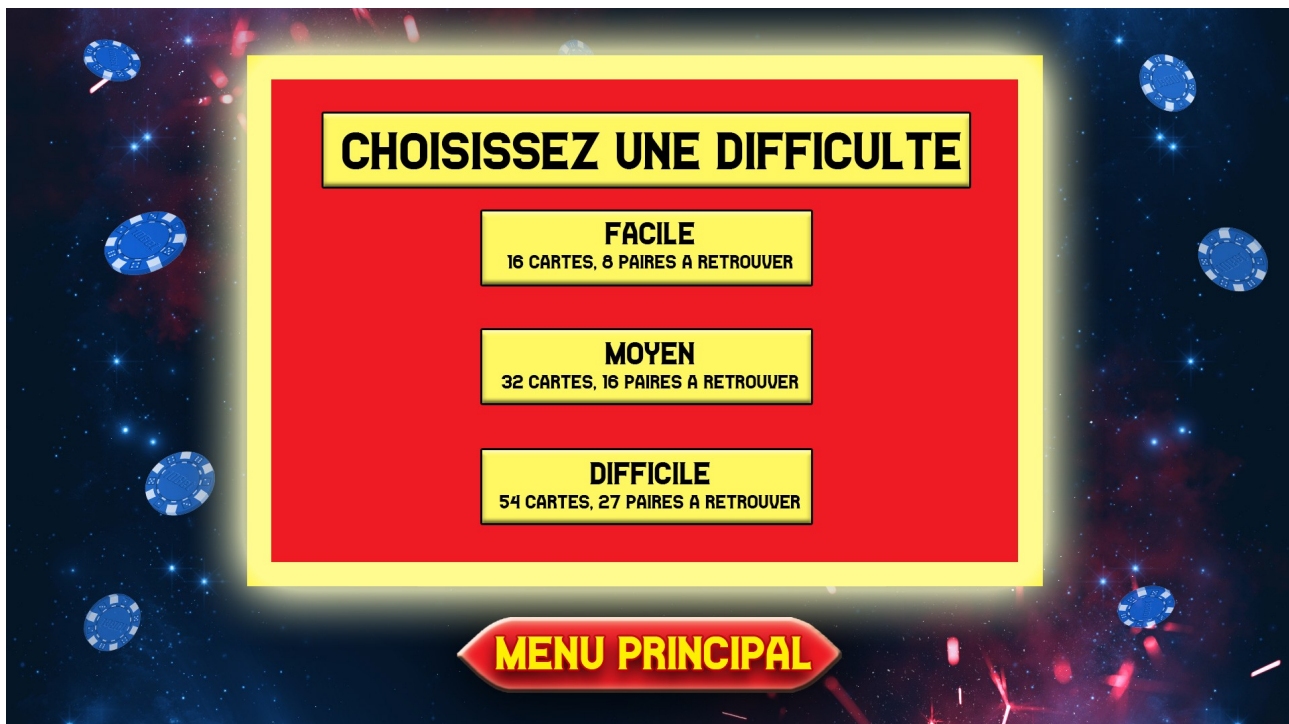 CHOISISSEZ UNE DIFFICULTE
FACILE
16 CARTES, 8 PAIRES A RETROUVER
MOYEN
32 CARTES, 16 PAIRES A RETROUVER
DIFFICILE
54 CARTES, 27 PAIRES A RETROUVER
MENU PRINCIPAL